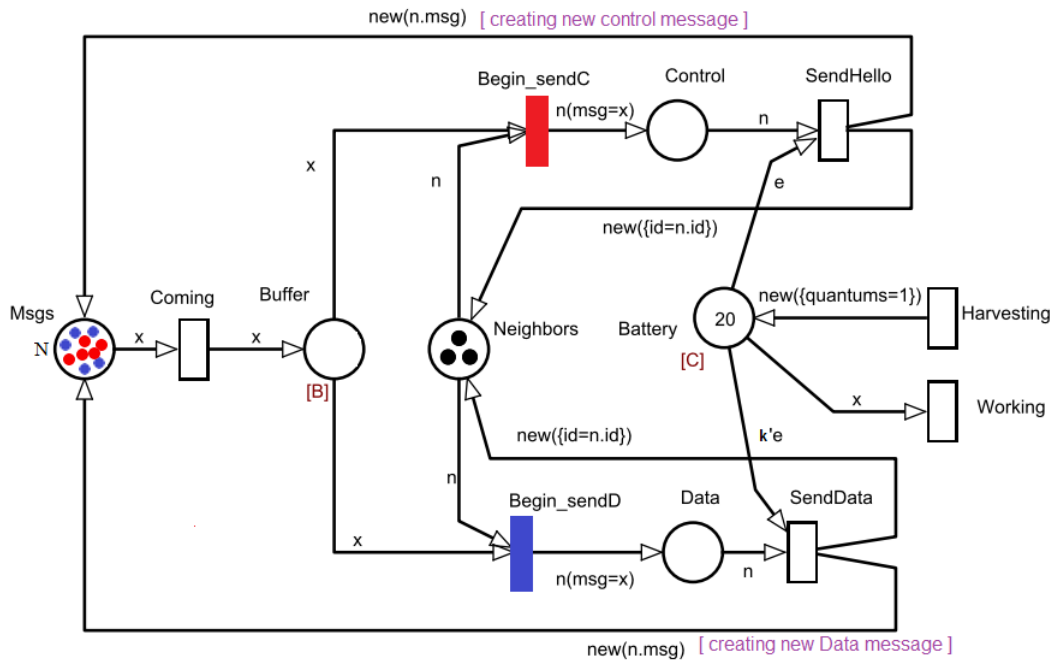 new(n.msg) [ creating new control message ]
Begin_sendC
Control
SendHello
n(msg=x)
n
x
n
e
new({id=n.id})
Msgs
N
Coming
Buffer
x
x
[B]
Neighbors
Battery
20
[C]
new({quantums=1})
Harvesting
x
Working
new({id=n.id})
k'e
n
Begin_sendD
Data
SendData
x
n(msg=x)
n
new(n.msg) [ creating new Data message ]